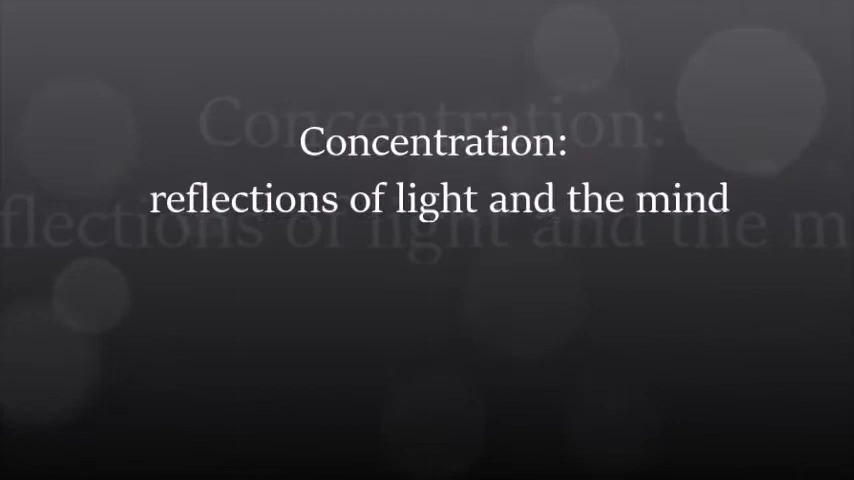 Concentration:
reflections of light and the mind